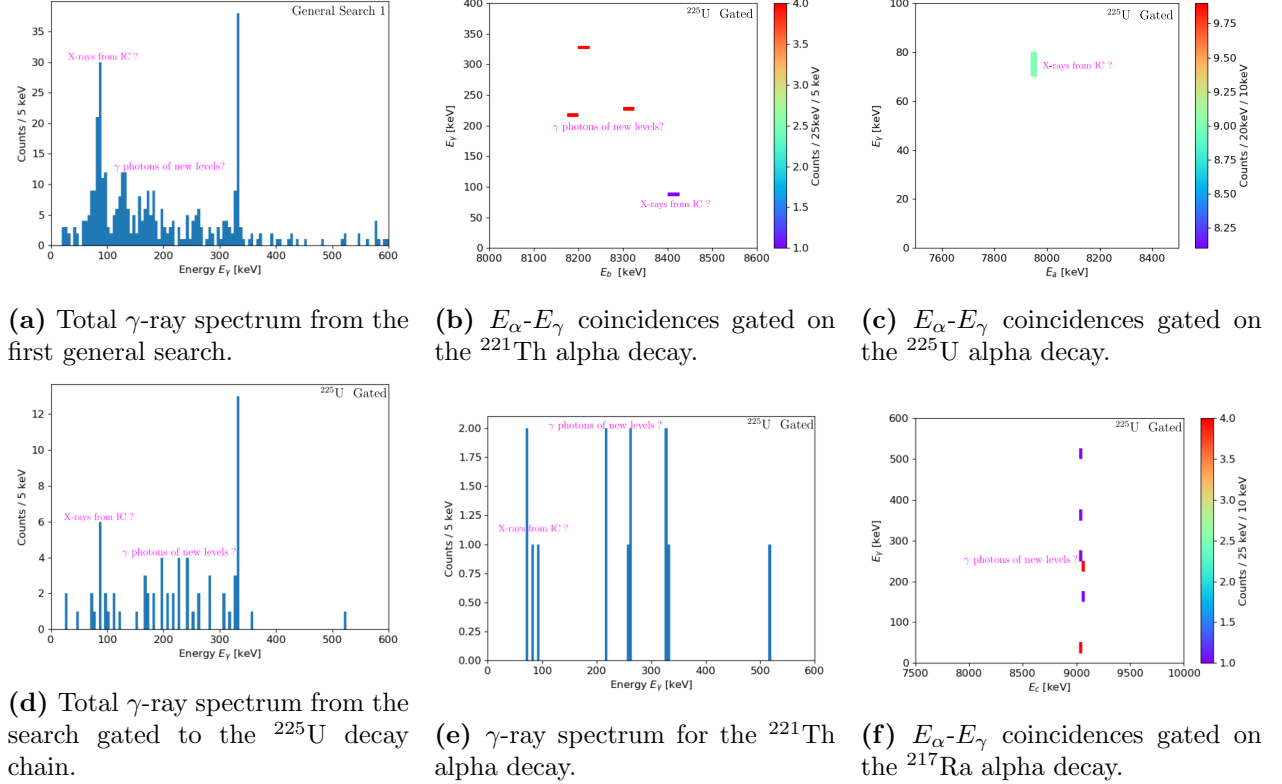 General Search 1
X-rays from IC ?
γ photons of new levels?
Counts / 5 keV
35
30
25
20
15
10
5
0
0 100 200 300 400 500 600
Energy Eγ [keV]
(a) Total γ-ray spectrum from the
first general search.
²²⁵U Gated
γ photons of new levels?
X-rays from IC ?
Eγ [keV]
400
350
300
250
200
150
100
50
0
8000 8100 8200 8300 8400 8500 8600
E_b [keV]
4.0
3.5
3.0
2.5
2.0
1.5
1.0
Counts / 25keV / 5 keV
(b) Eα-Eγ coincidences gated on
the ²²¹Th alpha decay.
²²⁵U Gated
X-rays from IC ?
Eγ [keV]
100
80
60
40
20
0
7600 7800 8000 8200 8400
E_a [keV]
9.75
9.50
9.25
9.00
8.75
8.50
8.25
Counts / 20keV / 10keV
(c) Eα-Eγ coincidences gated on
the ²²⁵U alpha decay.
²²⁵U Gated
X-rays from IC ?
γ photons of new levels ?
Counts / 5 keV
12
10
8
6
4
2
0
0 100 200 300 400 500 600
Energy Eγ [keV]
(d) Total γ-ray spectrum from the
search gated to the ²²⁵U decay
chain.
²²⁵U Gated
γ photons of new levels ?
X-rays from IC ?
Counts / 5 keV
2.00
1.75
1.50
1.25
1.00
0.75
0.50
0.25
0.00
0 100 200 300 400 500 600
Energy Eγ [keV]
(e) γ-ray spectrum for the ²²¹Th
alpha decay.
²²⁵U Gated
γ photons of new levels ?
Eγ [keV]
600
500
400
300
200
100
0
7500 8000 8500 9000 9500 10000
E_c [keV]
4.0
3.5
3.0
2.5
2.0
1.5
1.0
Counts / 25 keV / 10 keV
(f) Eα-Eγ coincidences gated on
the ²¹⁷Ra alpha decay.